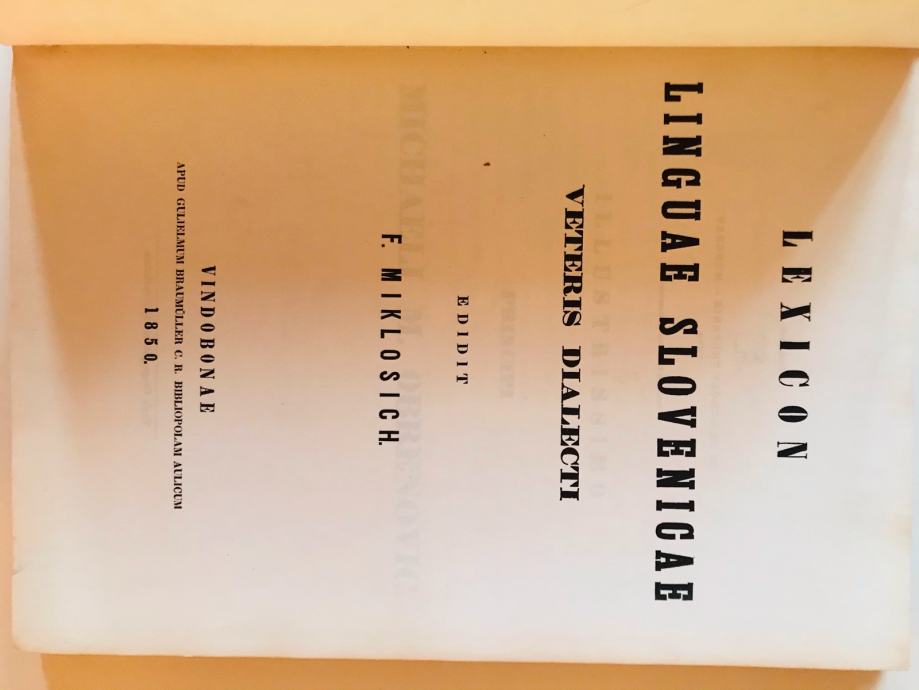 LEXICON
LINGUAE SLOVENICAE
VETERIS DIALECTI
EDIDIT
F. MIKLOSICH.
VINDOBONAE
APUD GULIELMUM BRAUMÜLLER C. R. BIBLIOPOLAM AULICUM
1850.